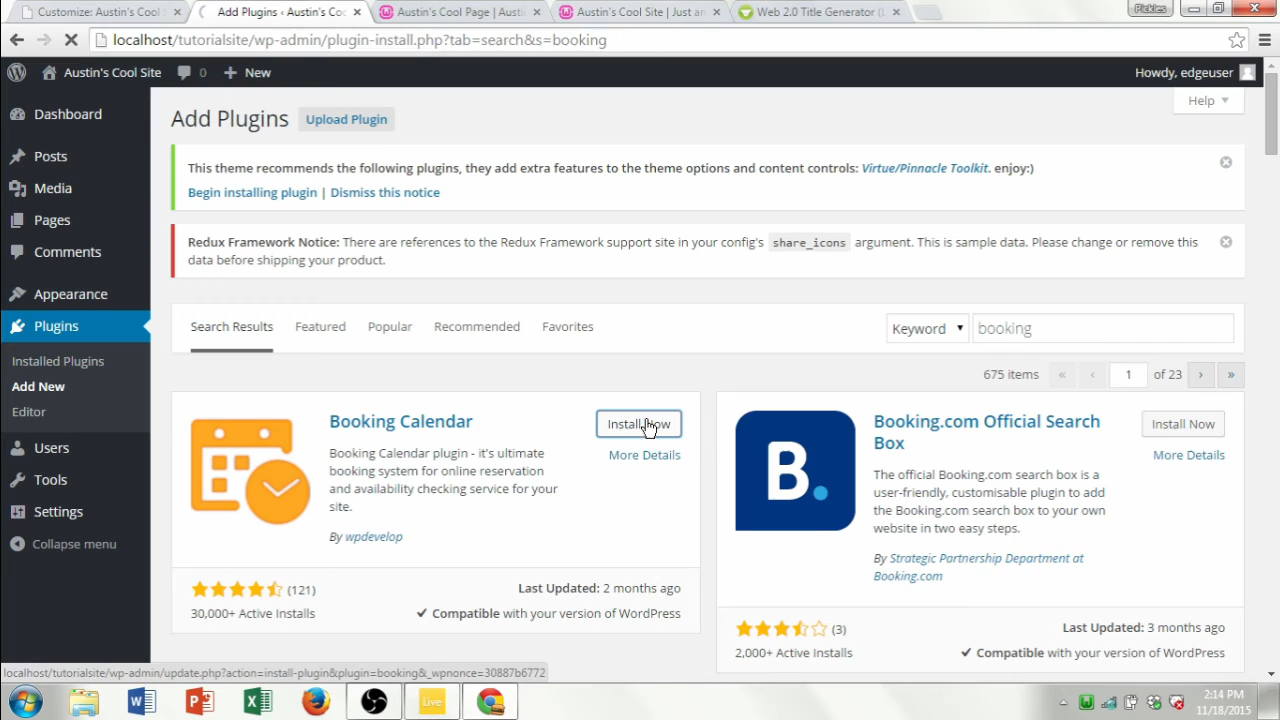 Customize: Austin's Cool S
Add Plugins ‹ Austin's Co
Austin's Cool Page | Austi
Austin's Cool Site | Just an
Web 2.0 Title Generator (L
Pickles
localhost/tutorialsite/wp-admin/plugin-install.php?tab=search&s=booking
Austin's Cool Site
0
New
Howdy, edgeuser
Dashboard
Posts
Media
Pages
Comments
Appearance
Plugins
Installed Plugins
Add New
Editor
Users
Tools
Settings
Collapse menu
Add Plugins
Upload Plugin
Help
This theme recommends the following plugins, they add extra features to the theme options and content controls: Virtue/Pinnacle Toolkit. enjoy:)
Begin installing plugin | Dismiss this notice
Redux Framework Notice: There are references to the Redux Framework support site in your config's share_icons argument. This is sample data. Please change or remove this
data before shipping your product.
Search Results
Featured
Popular
Recommended
Favorites
Keyword
booking
675 items
«
‹
1
of 23
›
»
Booking Calendar
Install Now
More Details
Booking Calendar plugin - it's ultimate
booking system for online reservation
and availability checking service for your
site.
By wpdevelop
(121)
30,000+ Active Installs
Last Updated: 2 months ago
✔ Compatible with your version of WordPress
B.
Booking.com Official Search
Box
Install Now
More Details
The official Booking.com search box is a
user-friendly, customisable plugin to add
the Booking.com search box to your own
website in two easy steps.
By Strategic Partnership Department at
Booking.com
(3)
2,000+ Active Installs
Last Updated: 3 months ago
✔ Compatible with your version of WordPress
localhost/tutorialsite/wp-admin/update.php?action=install-plugin&plugin=booking&_wpnonce=30887b6772
Live
2:14 PM
11/18/2015